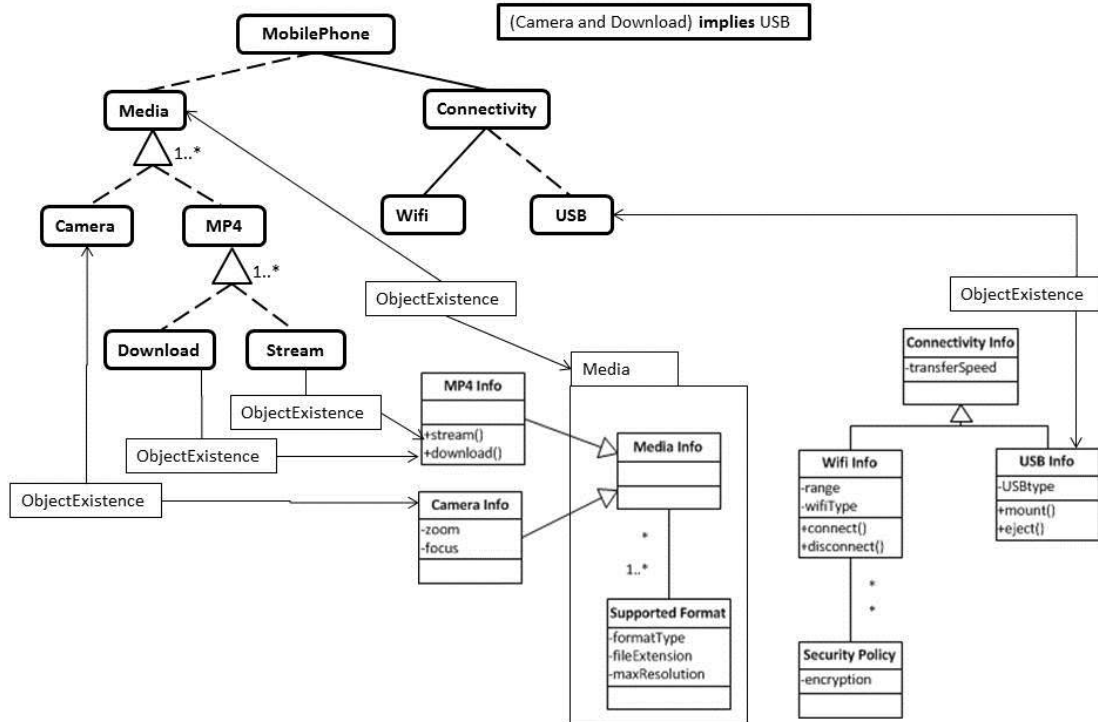 (Camera and Download) implies USB
MobilePhone
Media
Connectivity
1..*
Camera
MP4
Wifi
USB
1..*
ObjectExistence
ObjectExistence
Download
Stream
Connectivity Info
-transferSpeed
Media
MP4 Info
+stream()
+download()
ObjectExistence
ObjectExistence
ObjectExistence
Media Info
Camera Info
-zoom
-focus
*
1..*
Supported Format
-formatType
-fileExtension
-maxResolution
Wifi Info
-range
-wifiType
+connect()
+disconnect()
USB Info
-USBtype
+mount()
+eject()
*
*
Security Policy
-encryption